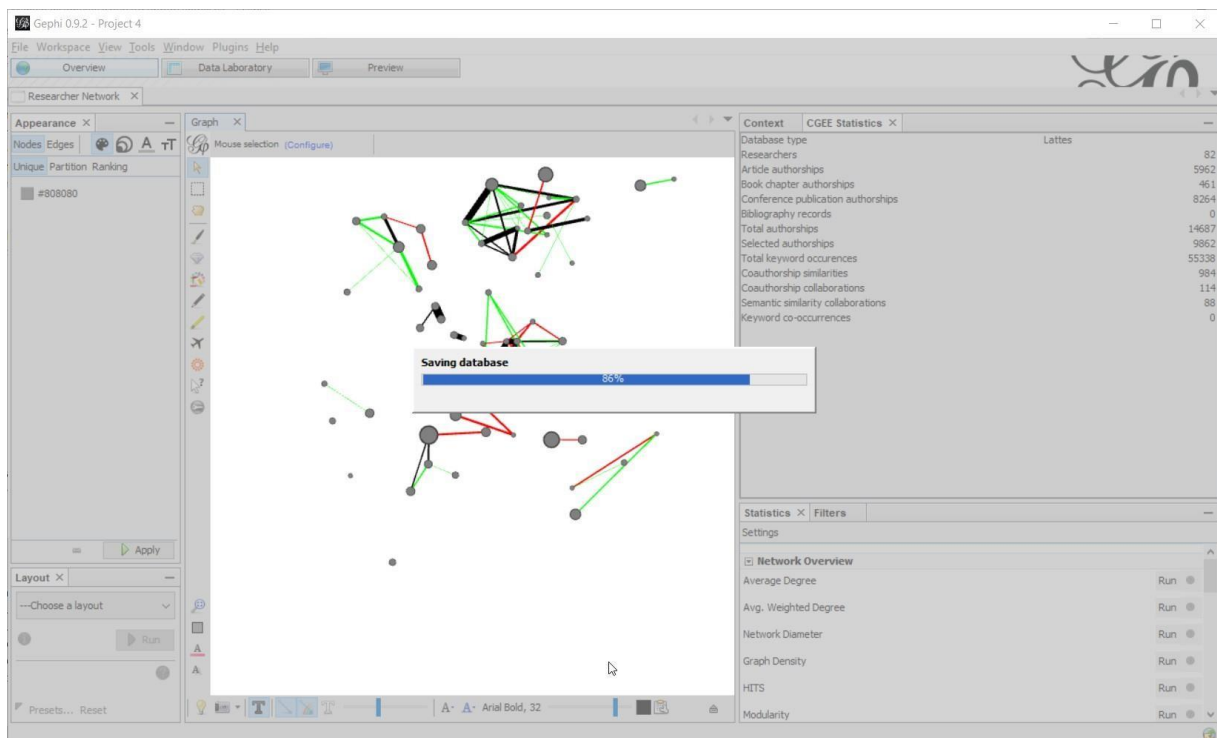 Gephi 0.9.2 - Project 4
File Workspace View Tools Window Plugins Help
Overview Data Laboratory Preview
Researcher Network
Appearance
Nodes Edges
Unique Partition Ranking
#808080
Apply
Layout
---Choose a layout
Run
Presets... Reset
Graph
Mouse selection (Configure)
Saving database
86%
A- A- Arial Bold, 32
Context CGEE Statistics
Database type Lattes
Researchers 82
Article authorships 5962
Book chapter authorships 461
Conference publication authorships 8264
Bibliography records 0
Total authorships 14687
Selected authorships 9862
Total keyword occurences 55338
Coauthorship similarities 984
Coauthorship collaborations 114
Semantic similarity collaborations 88
Keyword co-occurrences 0
Statistics Filters
Settings
Network Overview
Average Degree Run
Avg. Weighted Degree Run
Network Diameter Run
Graph Density Run
HITS Run
Modularity Run